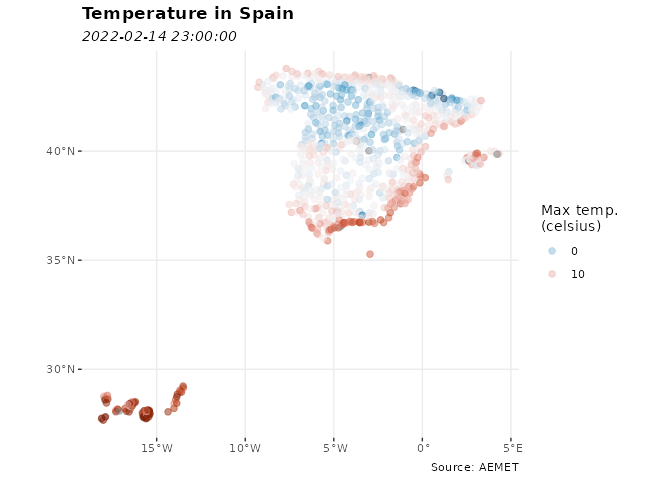 Temperature in Spain
2022-02-14 23:00:00
40°N
35°N
30°N
15°W
10°W
5°W
0°
5°E
Max temp.
(celsius)
0
10
Source: AEMET